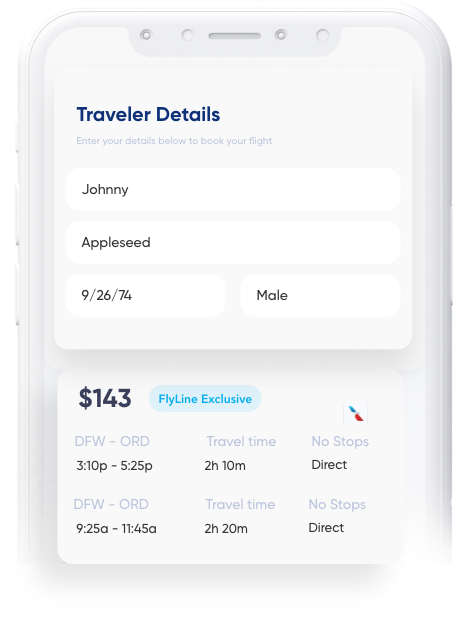 Traveler Details
Enter your details below to book your flight
Johnny
Appleseed
9/26/74 Male
$143 FlyLine Exclusive
DFW - ORD Travel time No Stops
3:10p - 5:25p 2h 10m Direct
DFW - ORD Travel time No Stops
9:25a - 11:45a 2h 20m Direct